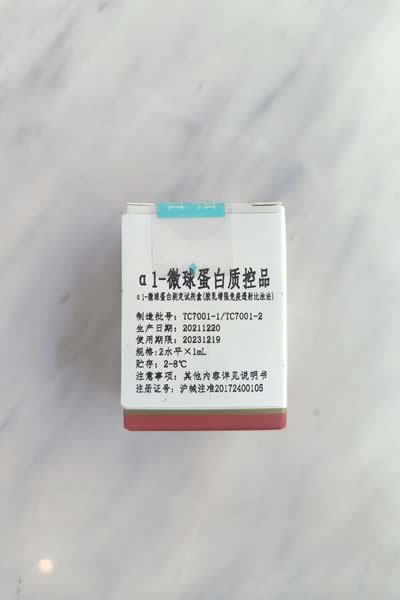 α1-微球蛋白质控品
α1-微球蛋白测定试剂盒(胶乳增强免疫透射比浊法)
制造批号: TC7001-1/TC7001-2
生产日期: 20211220
使用期限: 20231219
规格:2水平×1mL
贮存: 2-8℃
注意事项: 其他内容详见说明书
注册证号: 沪械注准20172400105